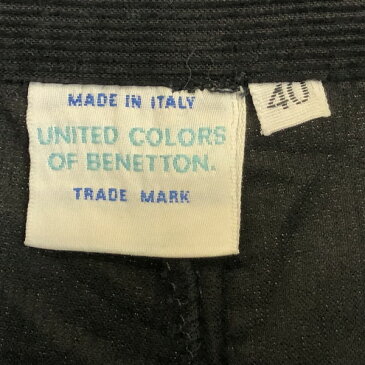 MADE IN ITALY
UNITED COLORS
OF BENETTON.
TRADE MARK
40